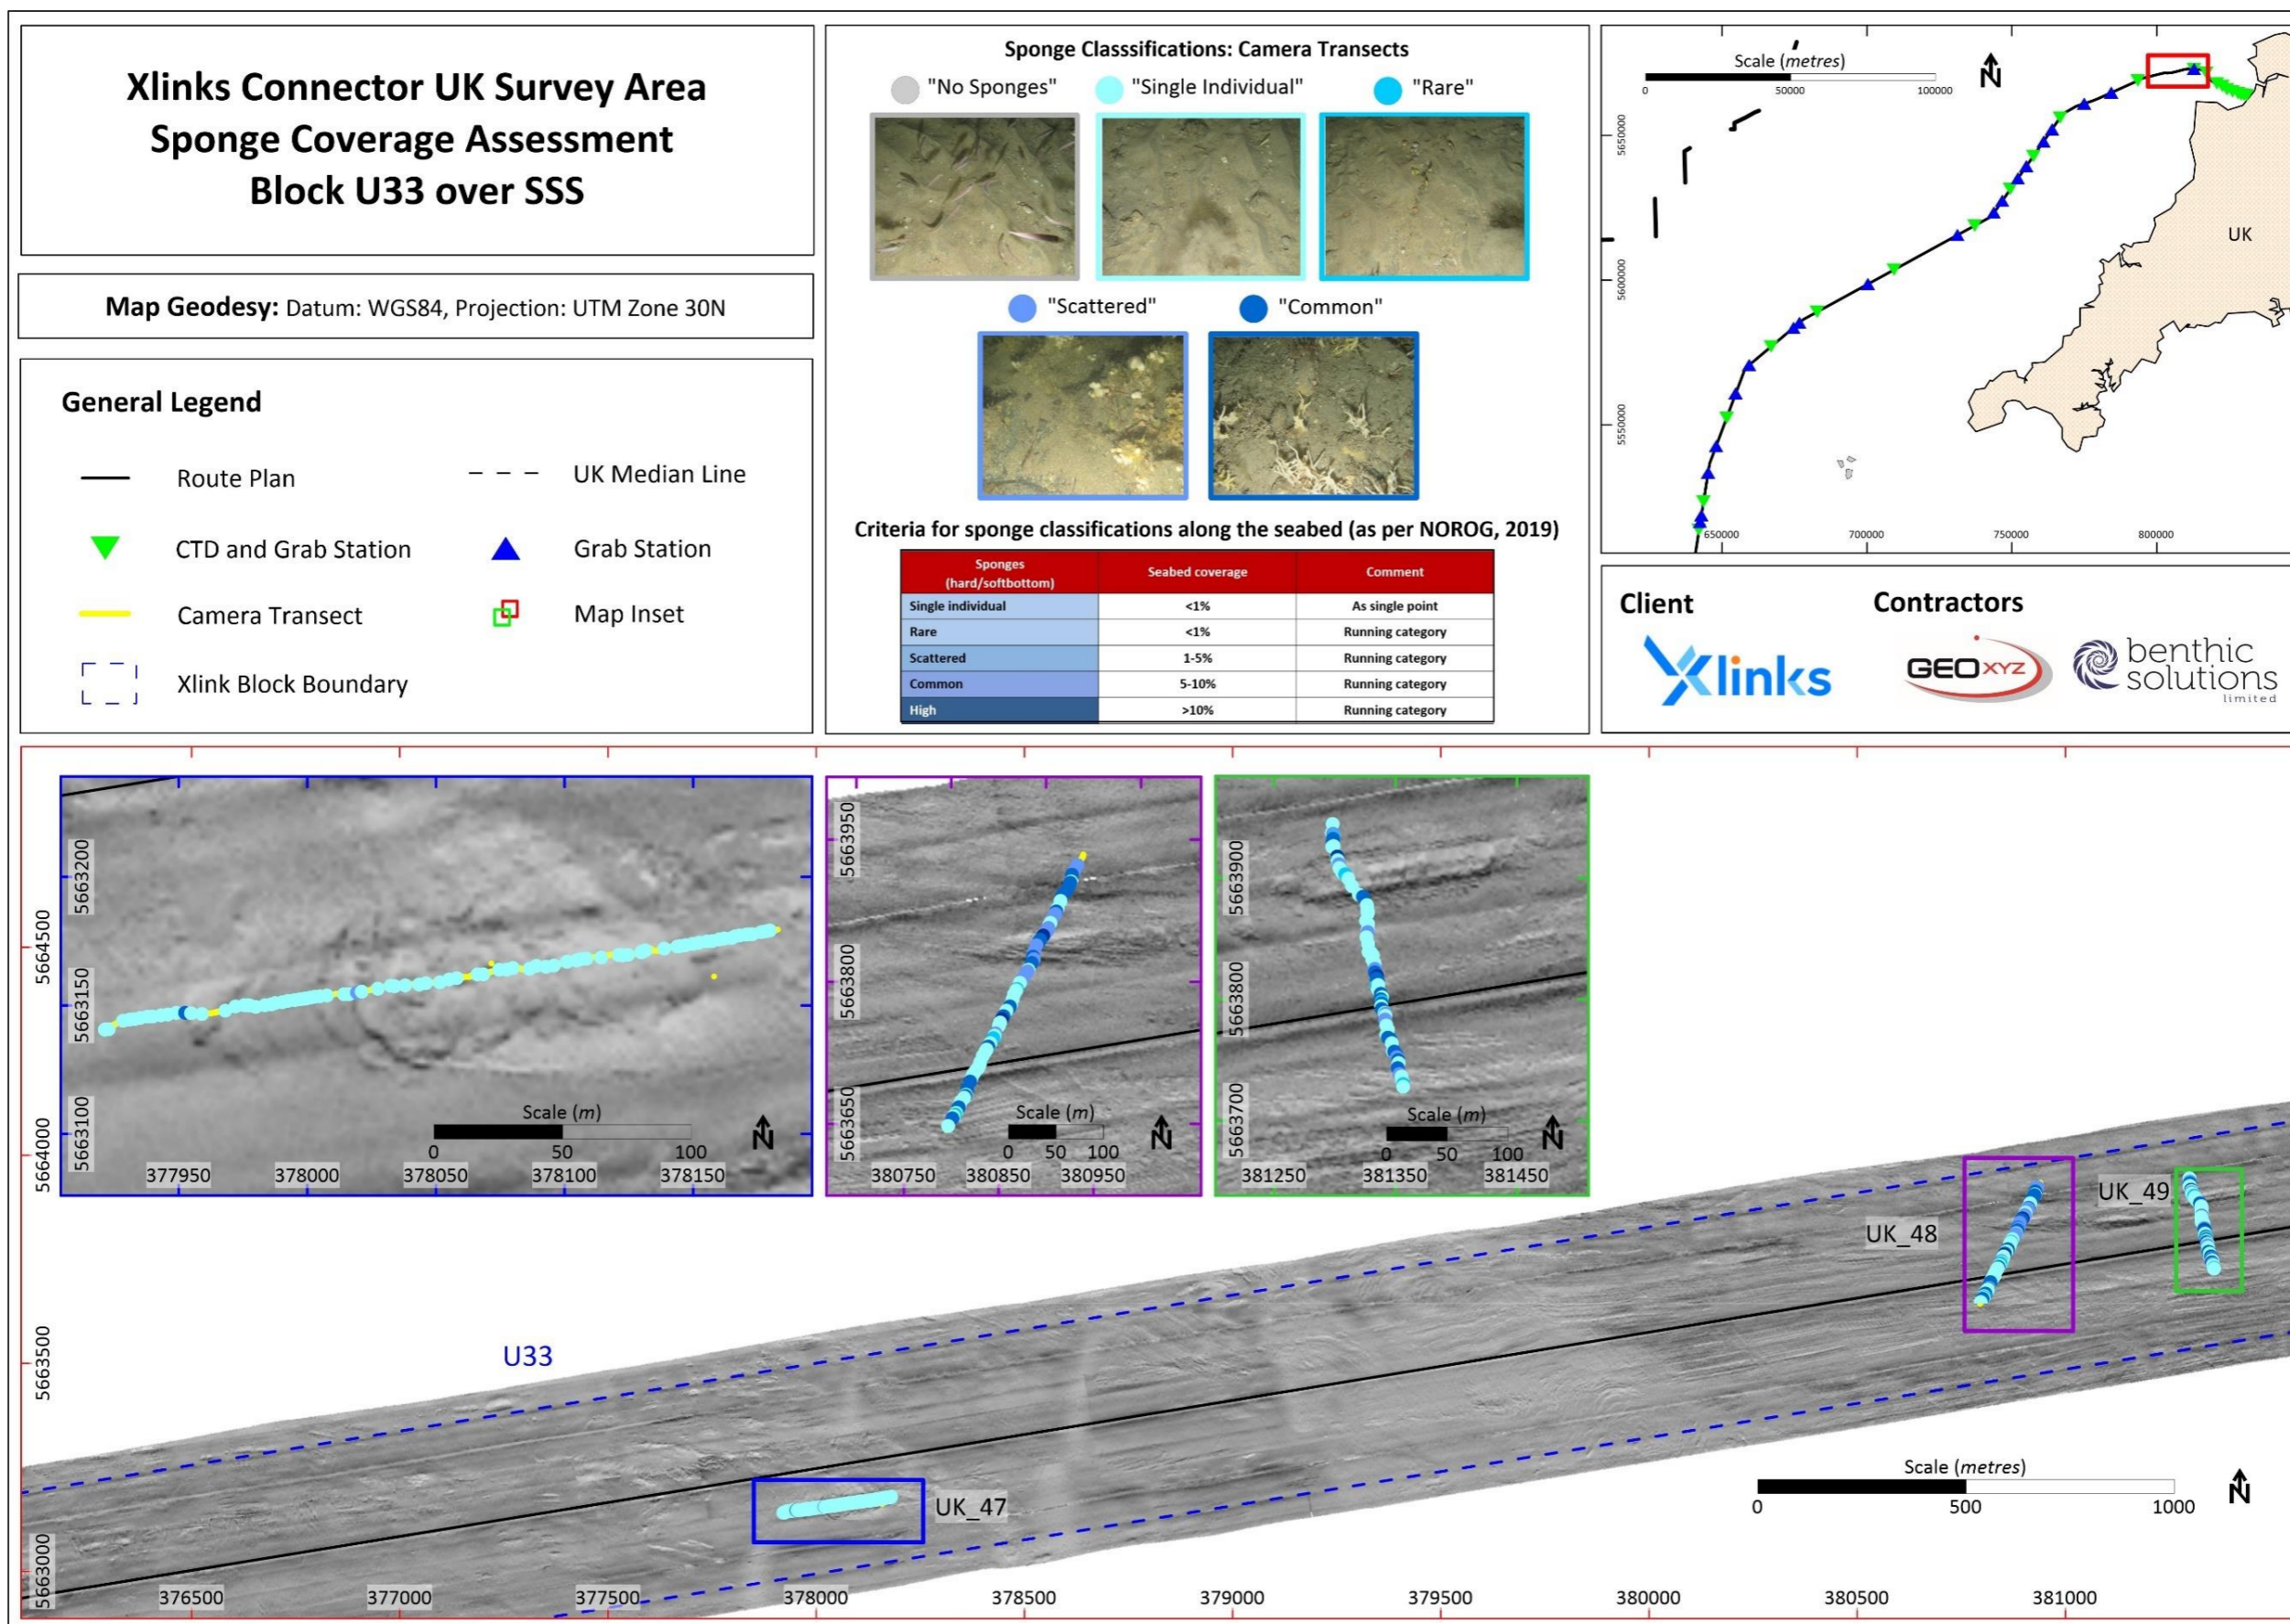 Xlinks Connector UK Survey Area
Sponge Coverage Assessment
Block U33 over SSS
Map Geodesy: Datum: WGS84, Projection: UTM Zone 30N
General Legend
Route Plan
UK Median Line
CTD and Grab Station
Grab Station
Camera Transect
Map Inset
Xlink Block Boundary
Sponge Classsifications: Camera Transects
"No Sponges"
"Single Individual"
"Rare"
"Scattered"
"Common"
Criteria for sponge classifications along the seabed (as per NOROG, 2019)
Sponges (hard/softbottom) Seabed coverage Comment
Single individual <1% As single point
Rare <1% Running category
Scattered 1-5% Running category
Common 5-10% Running category
High >10% Running category
Scale (metres)
0 50000 100000
N
5650000
5600000
5550000
650000 700000 750000 800000
UK
Client
Contractors
Xlinks
GEOXYZ
benthic
solutions
limited
5663200
5663150
5663100
Scale (m)
0 50 100
N
377950 378000 378050 378100 378150
5663950
5663800
5663650
Scale (m)
0 50 100
N
380750 380850 380950
5663900
5663800
5663700
Scale (m)
0 50 100
N
381250 381350 381450
5664500
5664000
5663500
5663000
UK_49
UK_48
U33
UK_47
Scale (metres)
0 500 1000
N
376500 377000 377500 378000 378500 379000 379500 380000 380500 381000